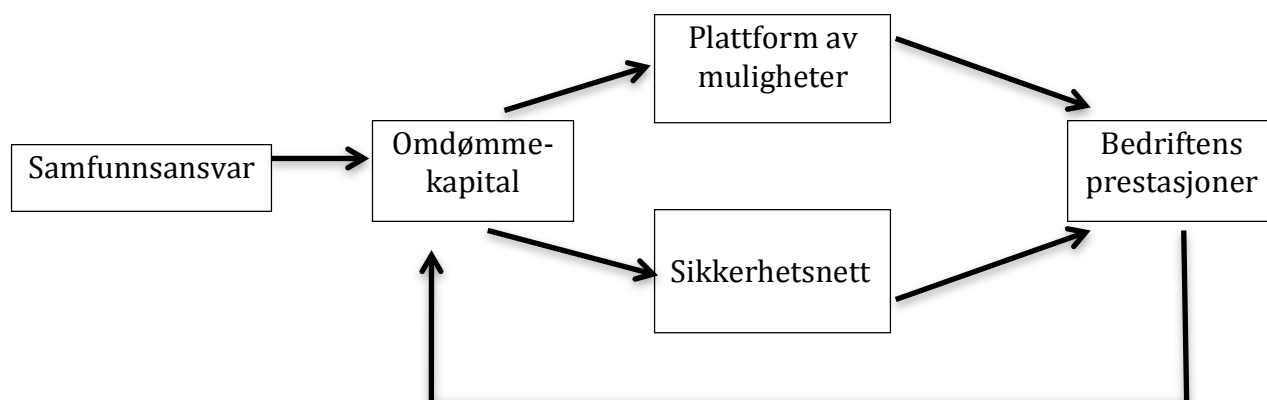 Samfunnsansvar
Omdømme-
kapital
Plattform av
muligheter
Sikkerhetsnett
Bedriftens
prestasjoner